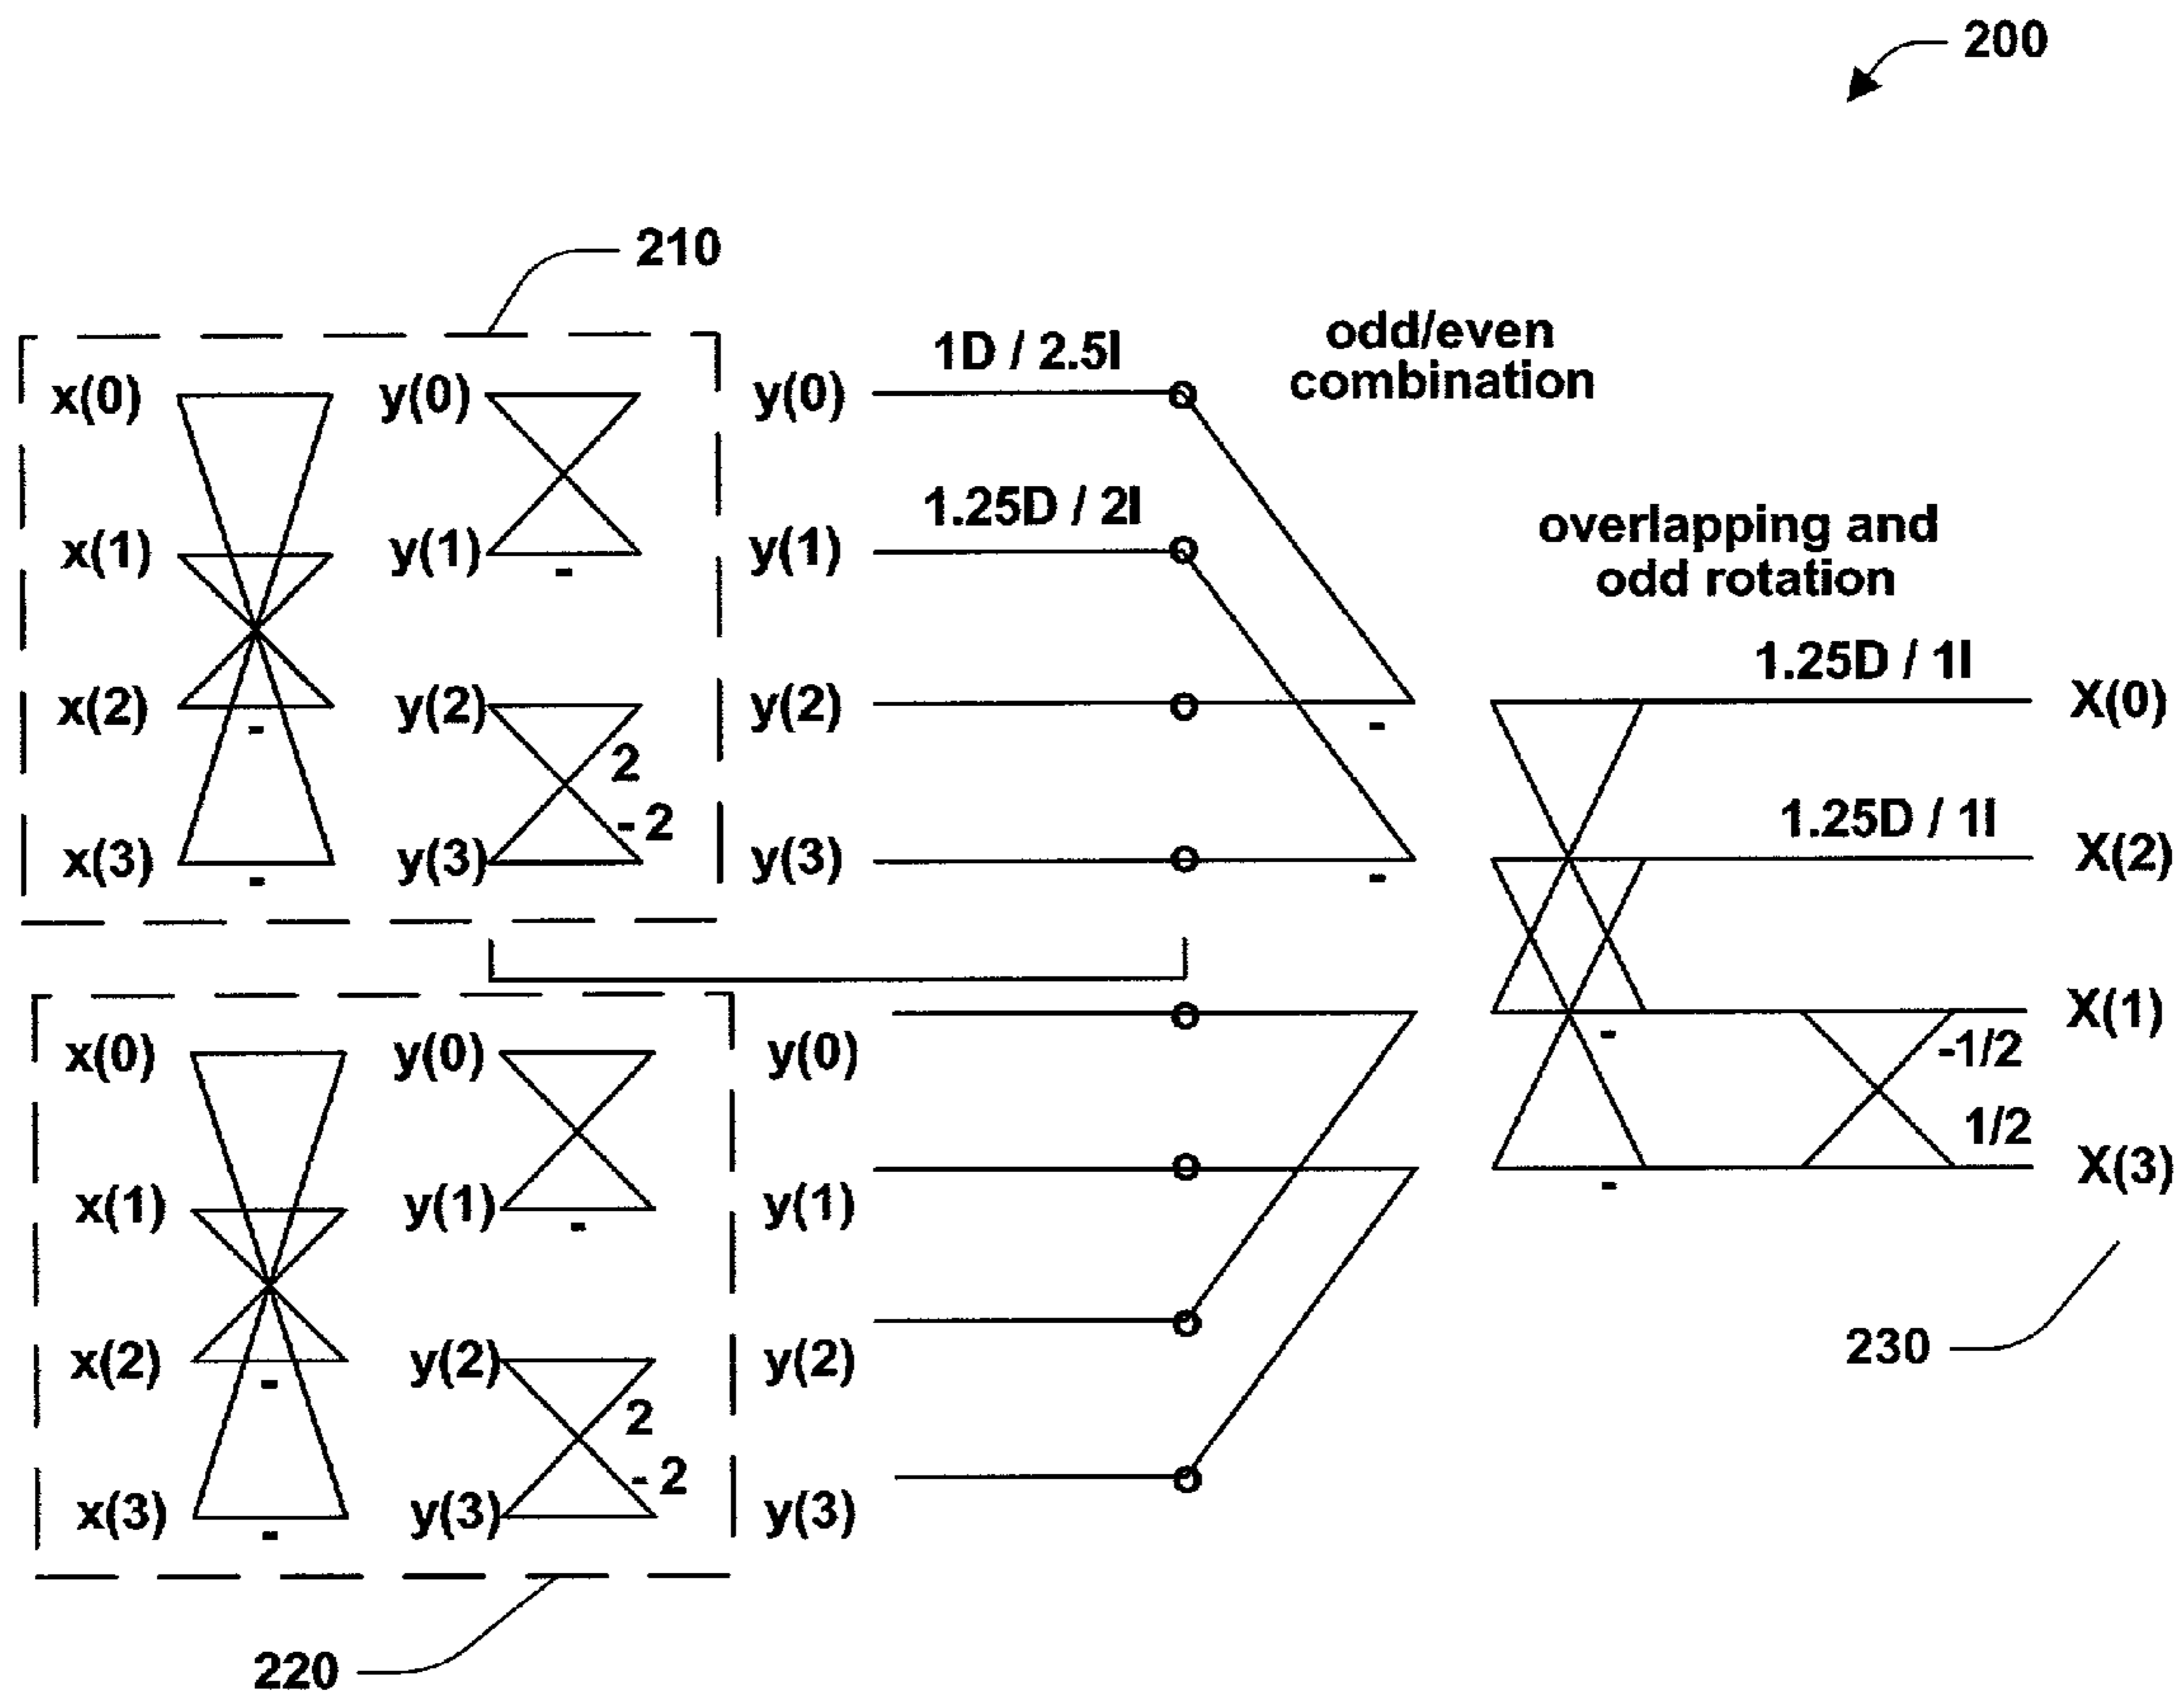 200
210
1D / 2.5I
odd/even
combination
x(0)
y(0)
y(0)
1.25D / 2I
overlapping and
odd rotation
x(1)
y(1)
-
y(1)
1.25D / 1I
x(2)
-
y(2)
2
-2
y(2)
-
X(0)
1.25D / 1I
x(3)
-
y(3)
y(3)
-
X(2)
X(1)
-
-1/2
x(0)
y(0)
y(0)
1/2
X(3)
-
x(1)
y(1)
-
y(1)
x(2)
-
y(2)
2
-2
y(2)
230
x(3)
-
y(3)
y(3)
220